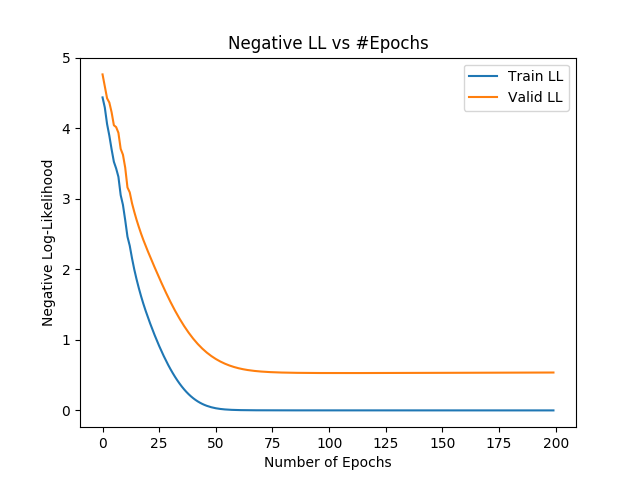 Negative LL vs #Epochs
Train LL
Valid LL
5
4
3
2
1
0
Negative Log-Likelihood
0 25 50 75 100 125 150 175 200
Number of Epochs